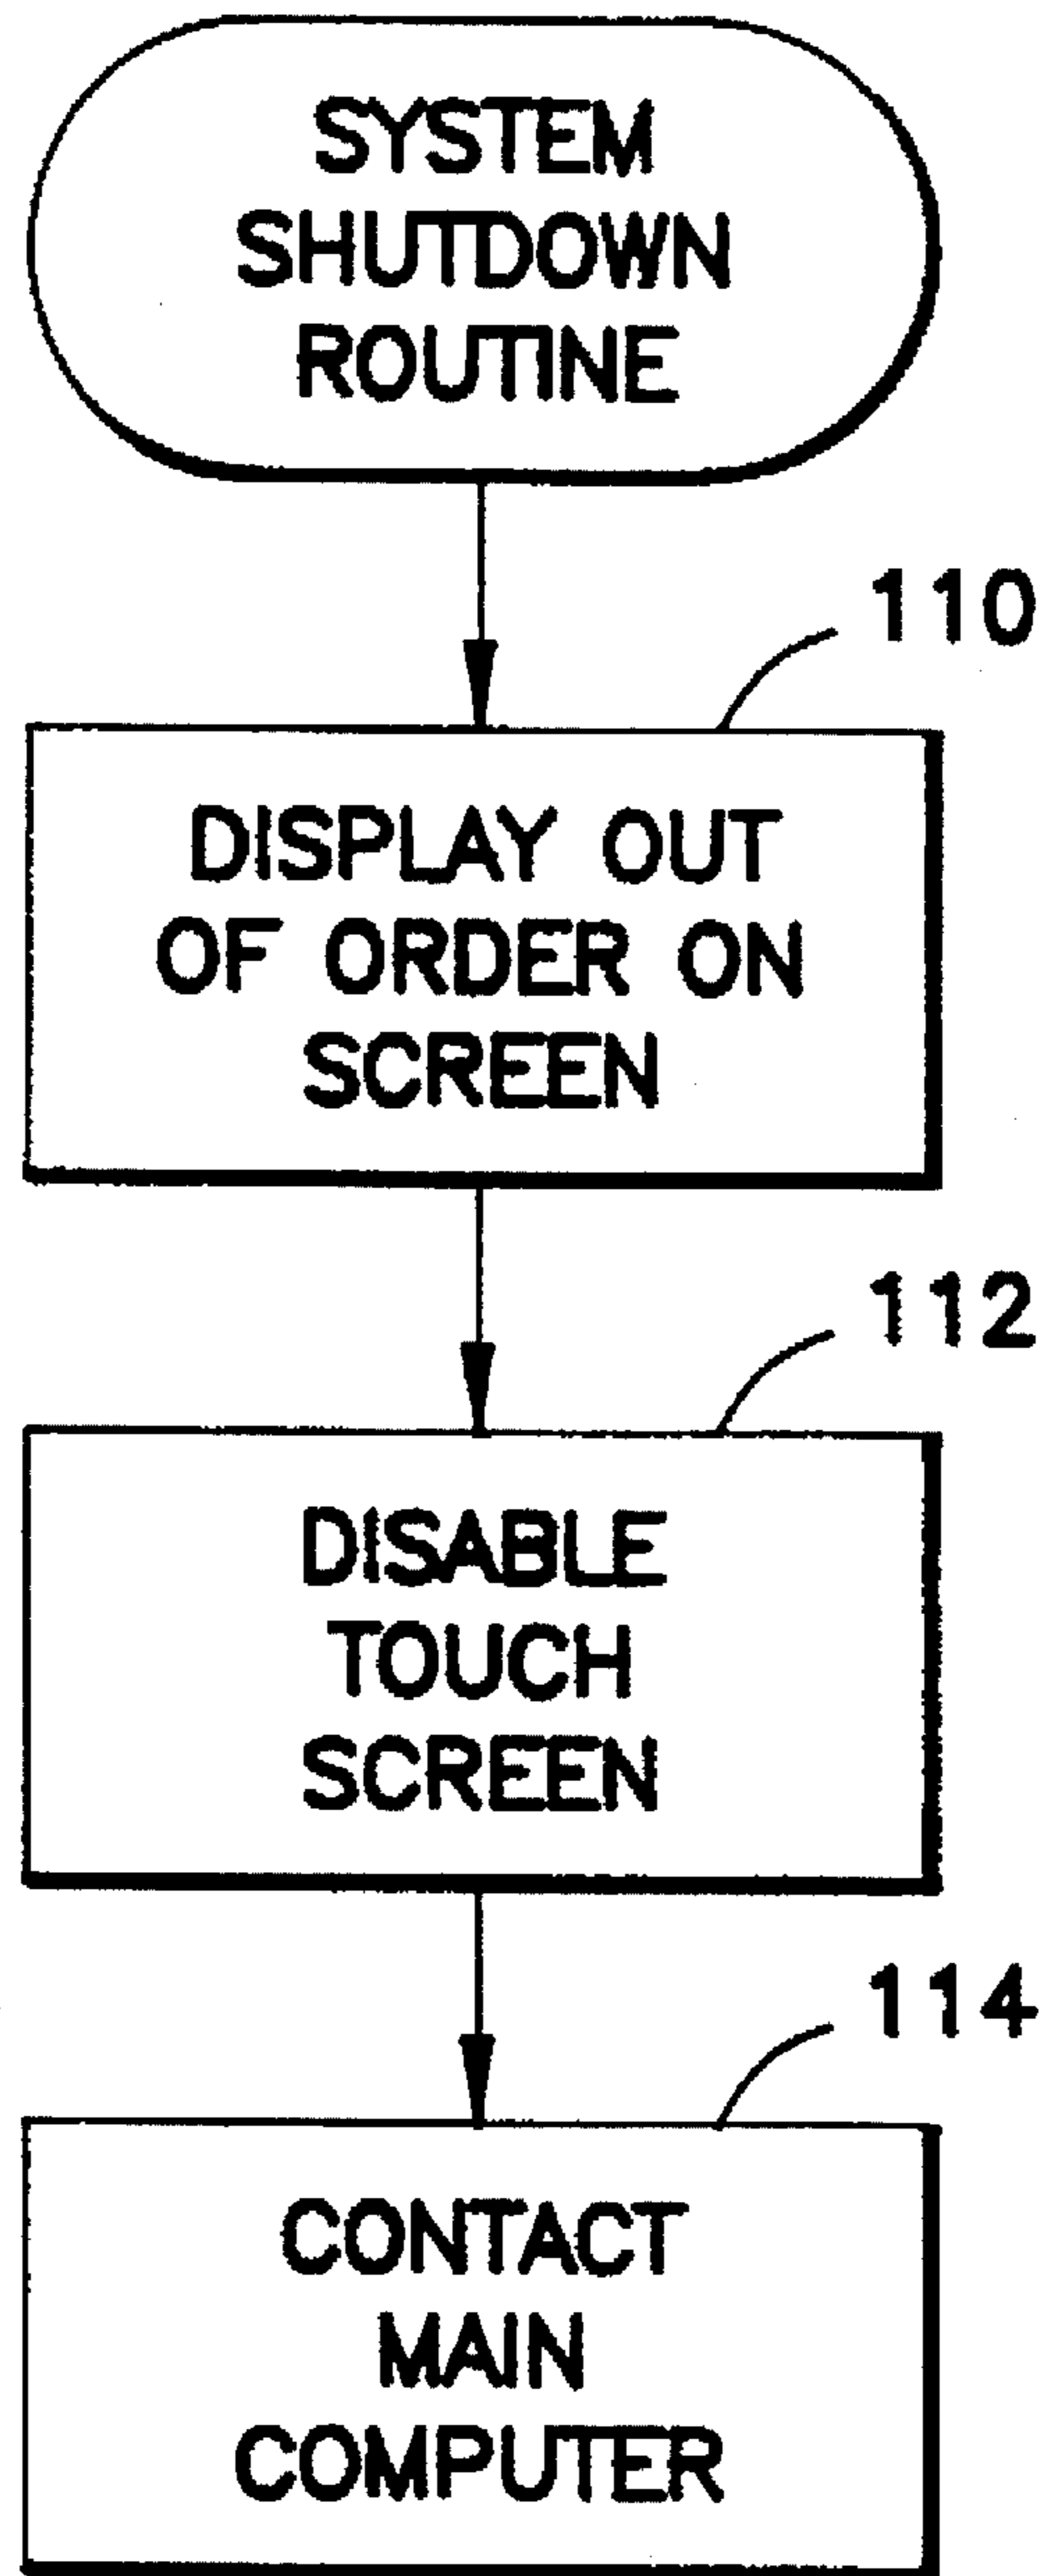 SYSTEM
SHUTDOWN
ROUTINE
110
DISPLAY OUT
OF ORDER ON
SCREEN
112
DISABLE
TOUCH
SCREEN
114
CONTACT
MAIN
COMPUTER